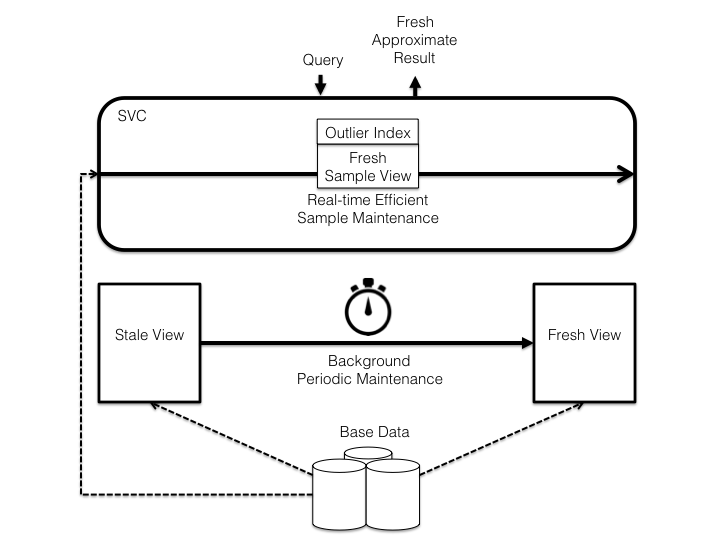 Fresh
Approximate
Result
Query
SVC
Outlier Index
Fresh
Sample View
Real-time Efficient
Sample Maintenance
Stale View
Fresh View
Background
Periodic Maintenance
Base Data